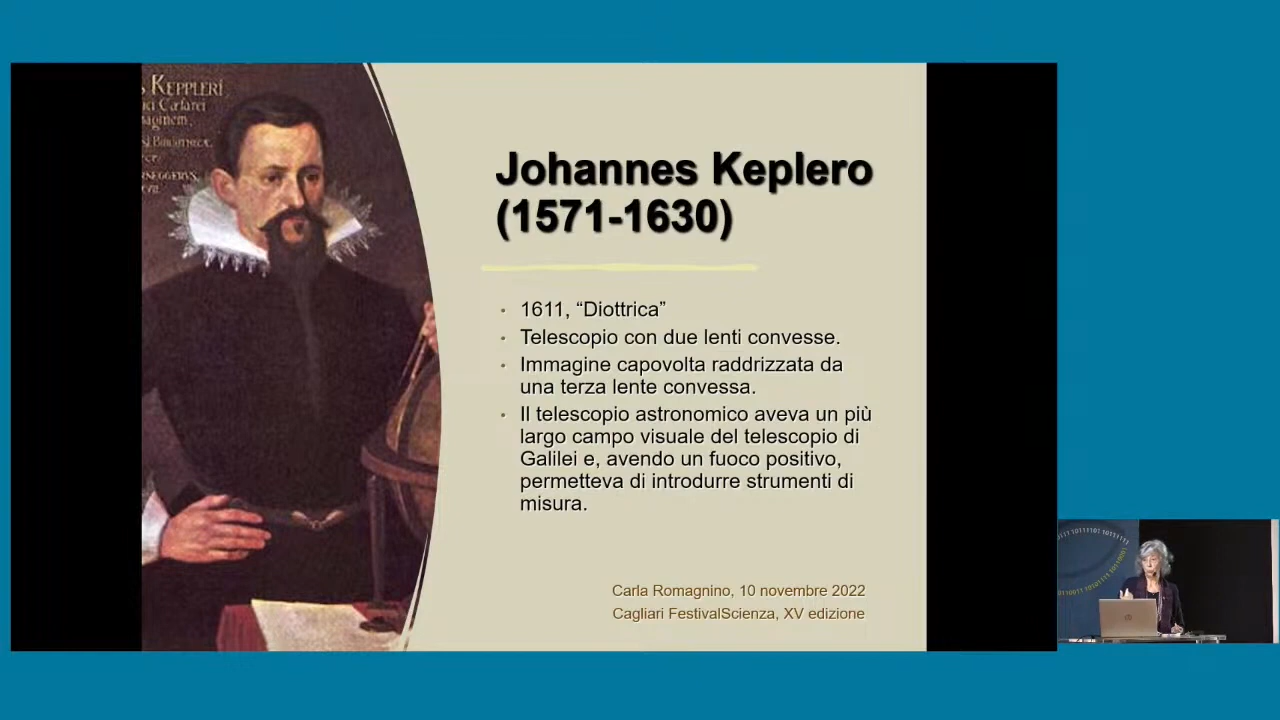 KEPPLERI
Johannes Keplero
(1571-1630)
• 1611, “Diottrica”
• Telescopio con due lenti convesse.
• Immagine capovolta raddrizzata da
una terza lente convessa.
• Il telescopio astronomico aveva un più
largo campo visuale del telescopio di
Galilei e, avendo un fuoco positivo,
permetteva di introdurre strumenti di
misura.
Carla Romagnino, 10 novembre 2022
Cagliari FestivalScienza, XV edizione